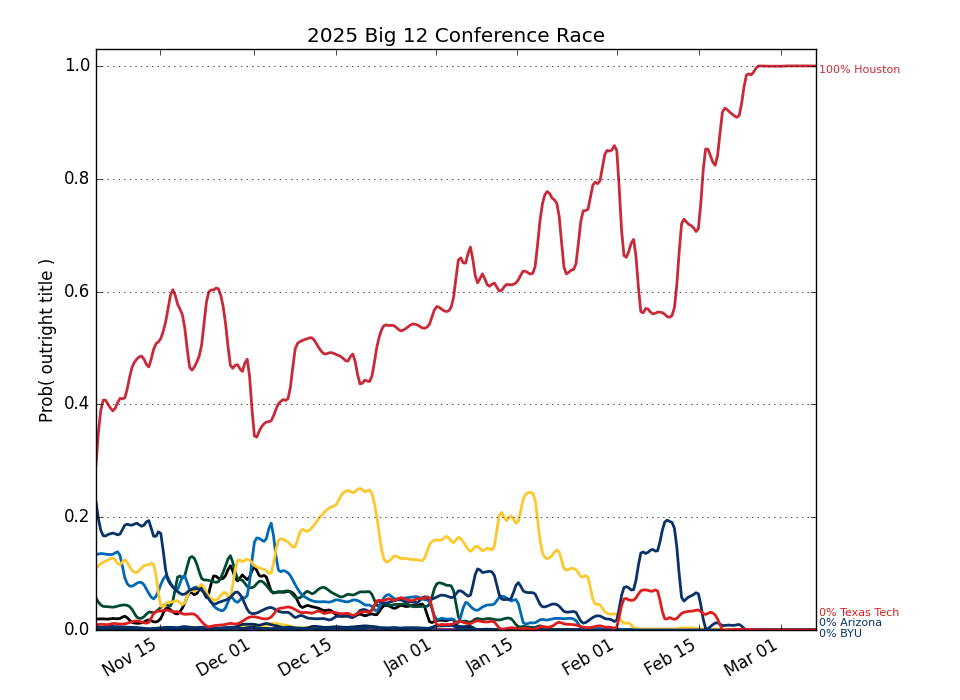 2025 Big 12 Conference Race
Prob( outright title )
1.0
0.8
0.6
0.4
0.2
0.0
100% Houston
0% Texas Tech
0% Arizona
0% BYU
Nov 15
Dec 01
Dec 15
Jan 01
Jan 15
Feb 01
Feb 15
Mar 01